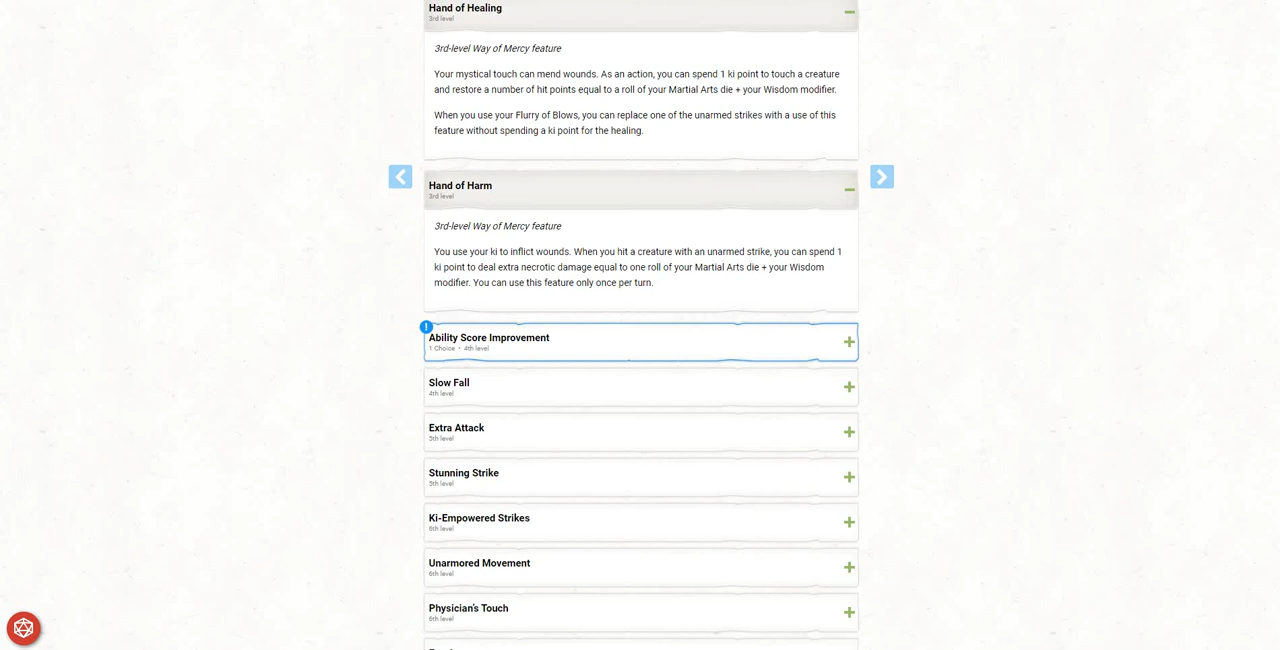 Hand of Healing
3rd level
3rd-level Way of Mercy feature
Your mystical touch can mend wounds. As an action, you can spend 1 ki point to touch a creature
and restore a number of hit points equal to a roll of your Martial Arts die + your Wisdom modifier.
When you use your Flurry of Blows, you can replace one of the unarmed strikes with a use of this
feature without spending a ki point for the healing.
Hand of Harm
3rd level
3rd-level Way of Mercy feature
You use your ki to inflict wounds. When you hit a creature with an unarmed strike, you can spend 1
ki point to deal extra necrotic damage equal to one roll of your Martial Arts die + your Wisdom
modifier. You can use this feature only once per turn.
!
Ability Score Improvement
1 Choice • 4th level
Slow Fall
4th level
Extra Attack
5th level
Stunning Strike
5th level
Ki-Empowered Strikes
6th level
Unarmored Movement
6th level
Physician's Touch
6th level